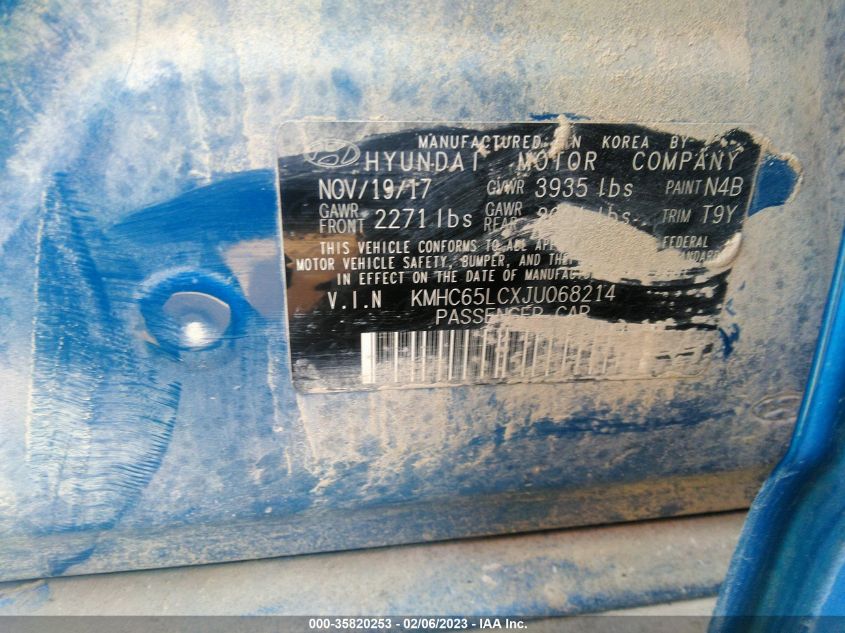 MANUFACTURED IN KOREA BY
HYUNDAI MOTOR COMPANY
NOV/19/17 GVWR 3935 lbs PAINT N4B
GAWR FRONT 2271 lbs GAWR REAR lbs TRIM T9Y
THIS VEHICLE CONFORMS TO ALL FEDERAL
MOTOR VEHICLE SAFETY, BUMPER, AND
IN EFFECT ON THE DATE OF
V.I.N KMHC65LCXJU068214
PASSENGER CAR
000-35820253 - 02/06/2023 - IAA Inc.